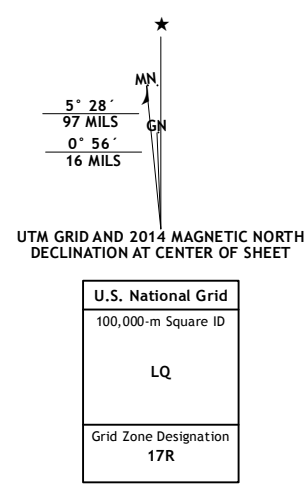 MN
5° 28´
97 MILS
GN
0° 56´
16 MILS
UTM GRID AND 2014 MAGNETIC NORTH
DECLINATION AT CENTER OF SHEET
U.S. National Grid
100,000-m Square ID
LQ
Grid Zone Designation
17R